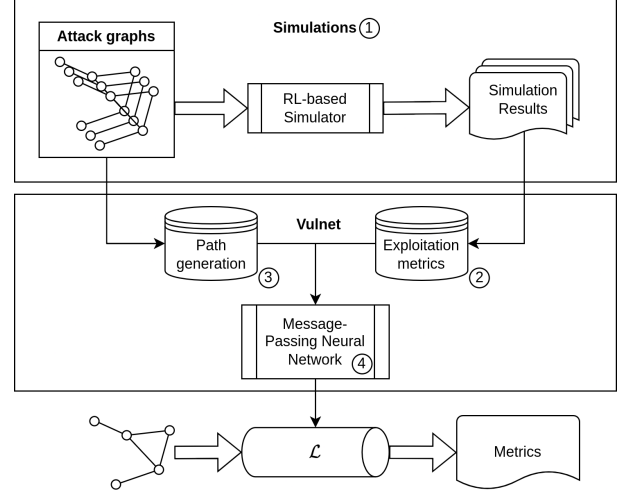 Simulations 1
Attack graphs
RL-based
Simulator
Simulation
Results
Vulnet
Path
generation
3
Exploitation
metrics
2
Message-
Passing Neural
Network 4
ℒ
Metrics